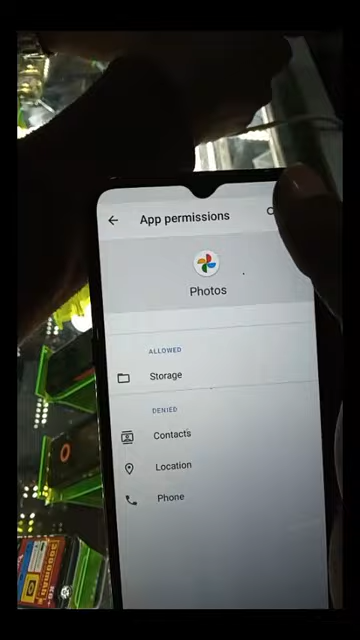 App permissions
Photos
ALLOWED
Storage
DENIED
Contacts
Location
Phone